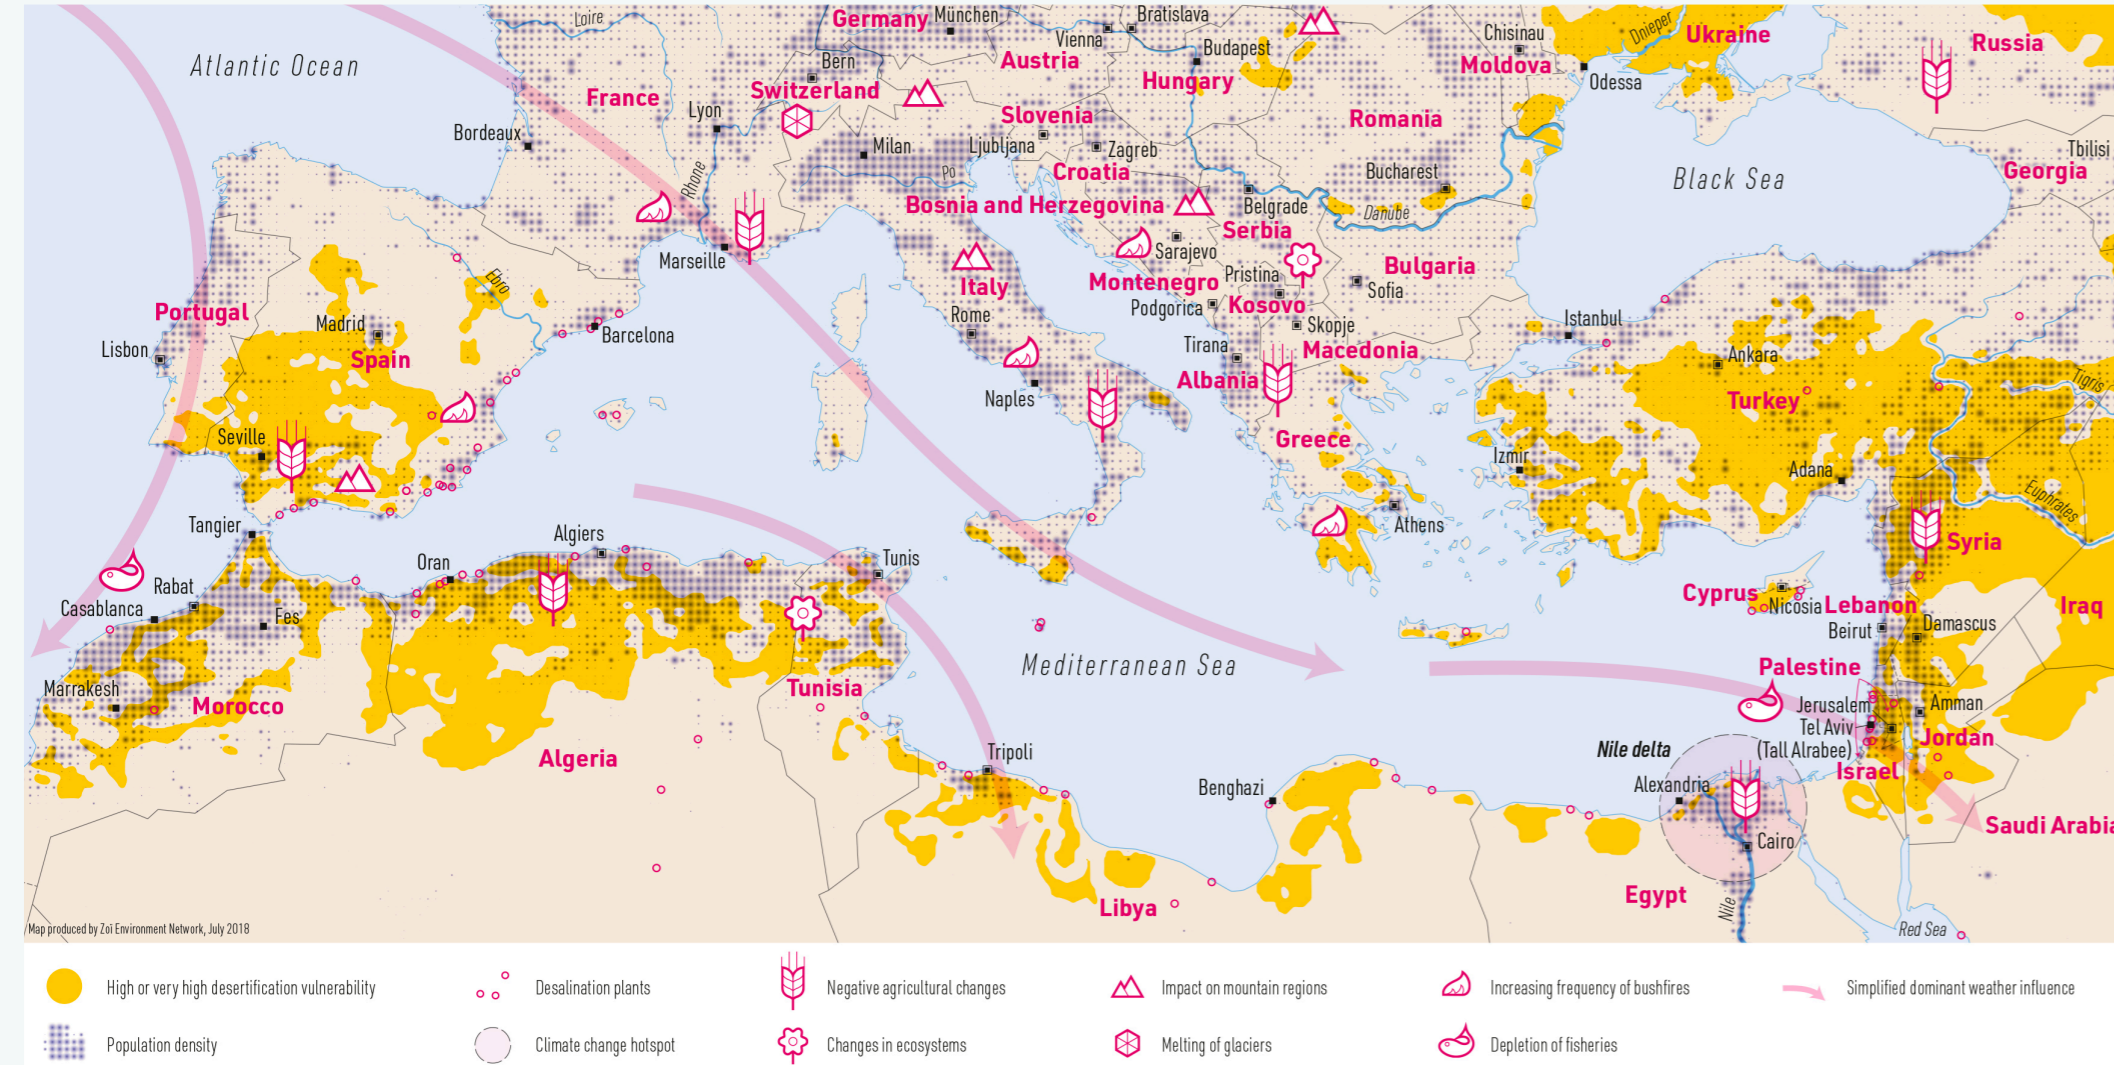 Atlantic Ocean
Loire
Germany
München
Bratislava
Vienna
Austria
Budapest
Hungary
Chisinau
Moldova
Dnieper
Ukraine
Russia
Odessa
France
Bern
Switzerland
Lyon
Slovenia
Ljubljana
Zagreb
Croatia
Romania
Bordeaux
Milan
Po
Rhone
Bucharest
Black Sea
Tbilisi
Georgia
Bosnia and Herzegovina
Belgrade
Danube
Serbia
Sarajevo
Marseille
Montenegro
Pristina
Kosovo
Bulgaria
Sofia
Podgorica
Ebro
Italy
Rome
Portugal
Madrid
Barcelona
Lisbon
Spain
Skopje
Tirana
Macedonia
Albania
Istanbul
Ankara
Turkey
Tigris
Naples
Seville
Greece
Izmir
Adana
Euphrates
Athens
Tangier
Algiers
Oran
Tunis
Syria
Rabat
Casablanca
Fes
Cyprus
Nicosia
Lebanon
Beirut
Damascus
Iraq
Mediterranean Sea
Marrakesh
Morocco
Tunisia
Palestine
Jerusalem
Tel Aviv
(Tall Alrabee)
Amman
Jordan
Israel
Algeria
Tripoli
Nile delta
Alexandria
Benghazi
Cairo
Saudi Arabia
Libya
Egypt
Nile
Red Sea
Map produced by Zoï Environment Network, July 2018
High or very high desertification vulnerability
Desalination plants
Negative agricultural changes
Impact on mountain regions
Increasing frequency of bushfires
Simplified dominant weather influence
Population density
Climate change hotspot
Changes in ecosystems
Melting of glaciers
Depletion of fisheries